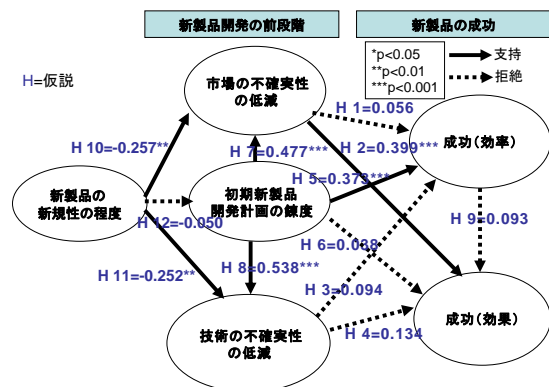 新製品開発の前段階
新製品の成功
*p<0.05
**p<0.01
***p<0.001
支持
拒絶
H=仮説
市場の不確実性
の低減
H 1=0.056
H 10=-0.257**
H 7=0.477***
H 2=0.399***
成功(効率)
H 5=0.373***
新製品の
新規性の程度
初期新製品
開発計画の錬度
H 12=-0.050
H 6=0.038
H 9=0.093
H 11=-0.252**
H 8=0.538***
H 3=0.094
H 4=0.134
成功(効果)
技術の不確実性
の低減